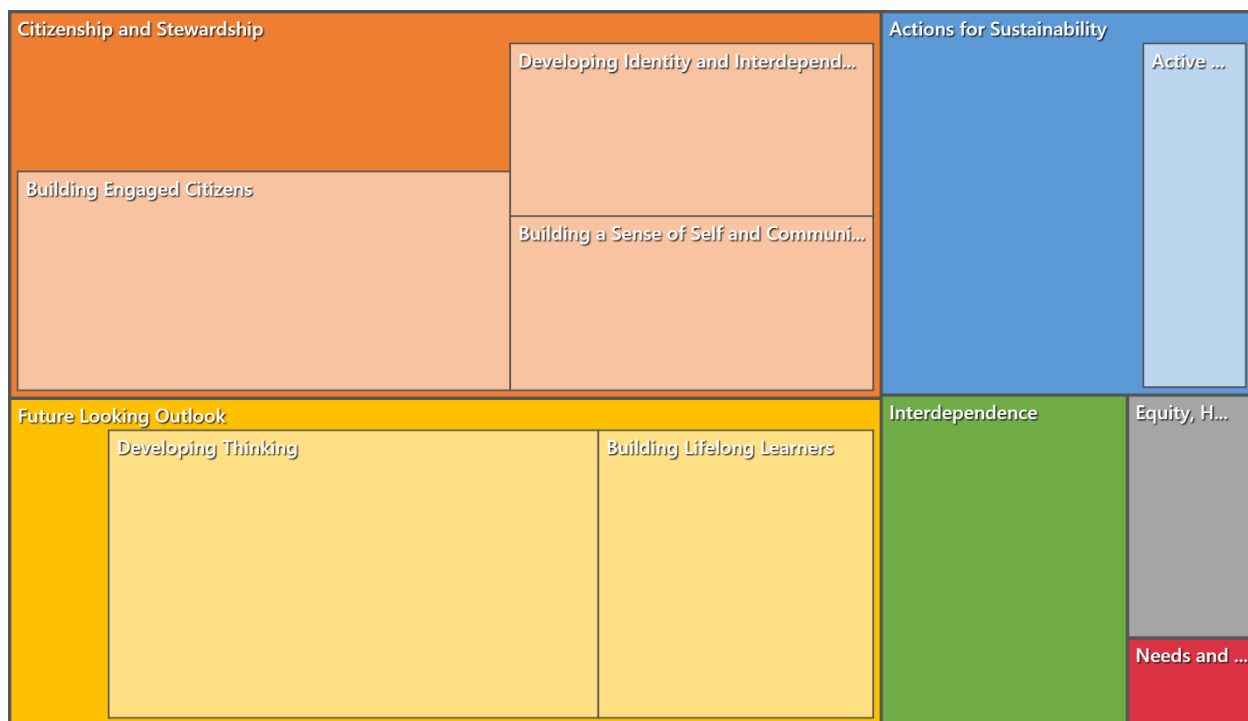 Citizenship and Stewardship
Developing Identity and Interdepend...
Building Engaged Citizens
Building a Sense of Self and Communi...
Actions for Sustainability
Active ...
Future Looking Outlook
Developing Thinking
Building Lifelong Learners
Interdependence
Equity, H...
Needs and ...